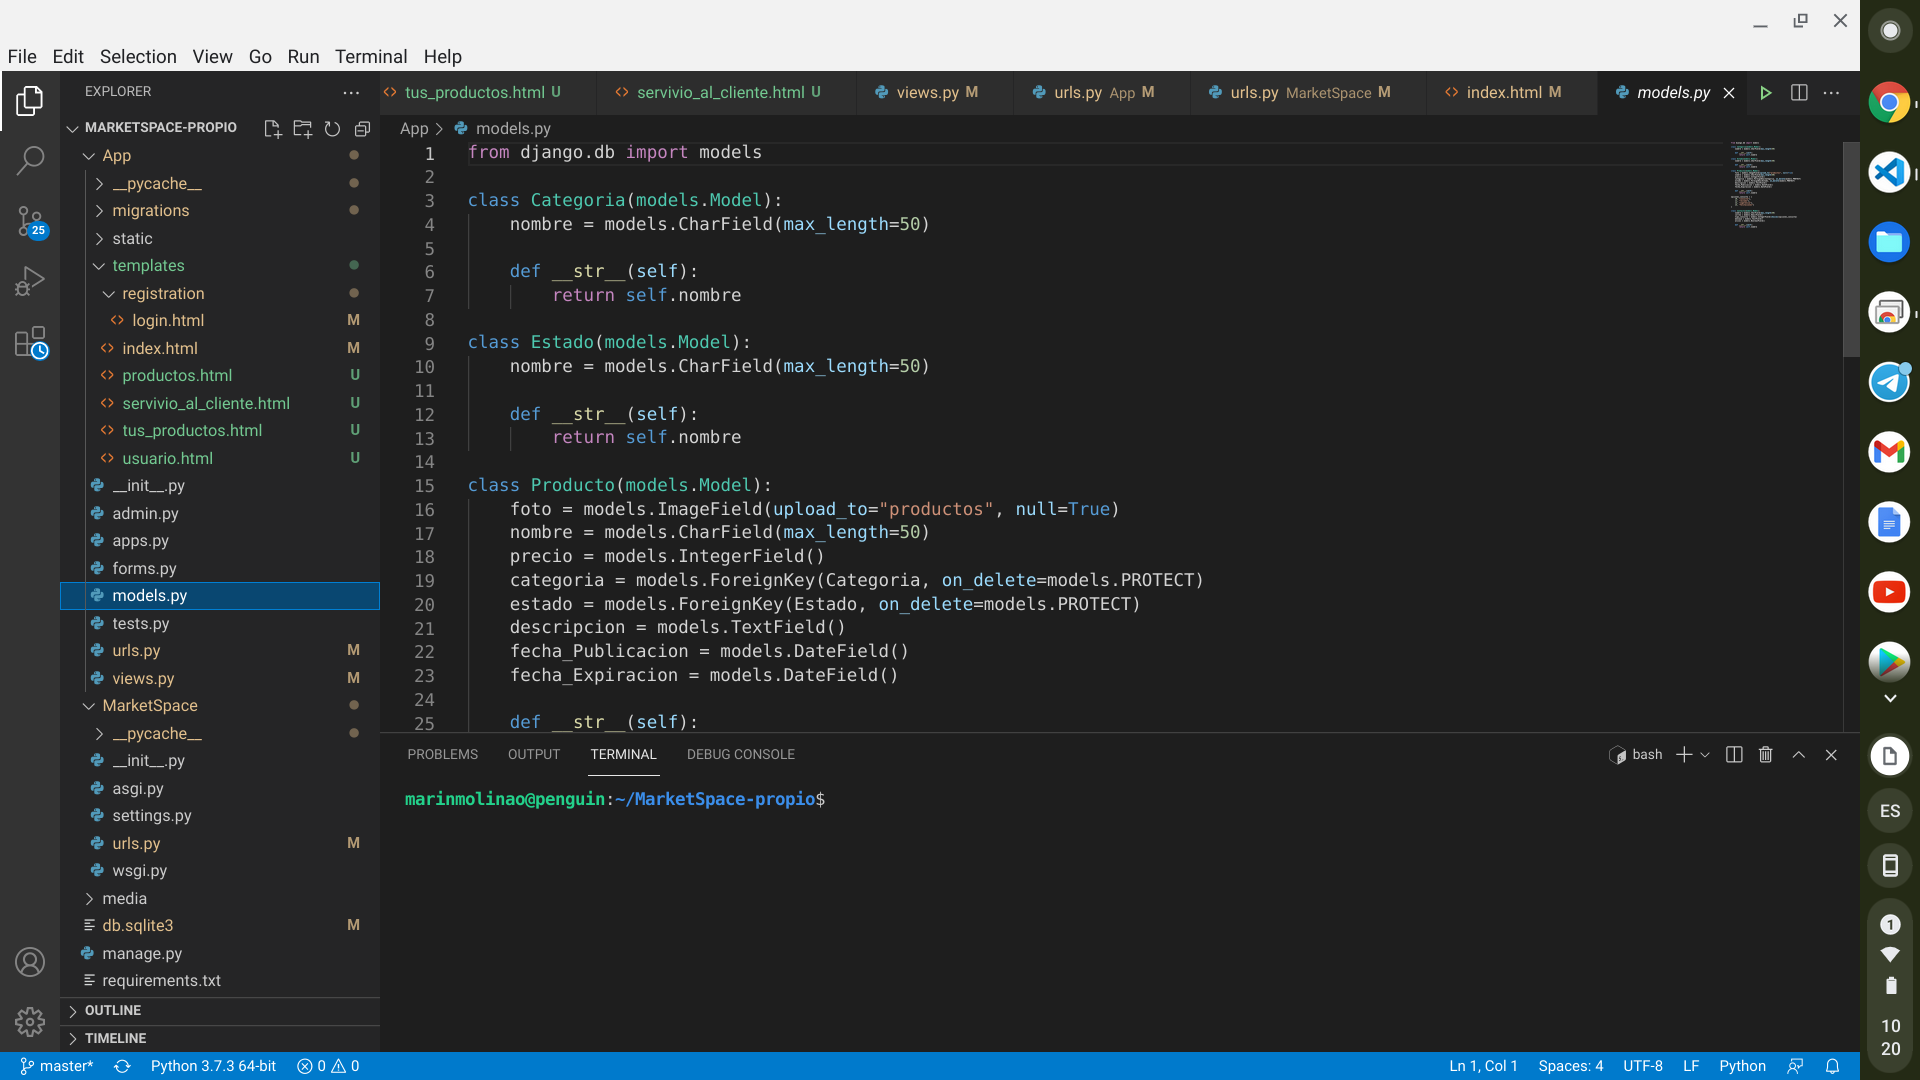 File Edit Selection View Go Run Terminal Help
EXPLORER
MARKETSPACE-PROPIO
App
__pycache__
migrations
static
templates
registration
login.html M
index.html M
productos.html U
servivio_al_cliente.html U
tus_productos.html U
usuario.html U
__init__.py
admin.py
apps.py
forms.py
models.py
tests.py
urls.py M
views.py M
MarketSpace
__pycache__
__init__.py
asgi.py
settings.py
urls.py M
wsgi.py
media
db.sqlite3 M
manage.py
requirements.txt
OUTLINE
TIMELINE
25
tus_productos.html U servivio_al_cliente.html U views.py M urls.py App M urls.py MarketSpace M index.html M models.py
App > models.py
1 from django.db import models
2
3 class Categoria(models.Model):
4 nombre = models.CharField(max_length=50)
5
6 def __str__(self):
7 return self.nombre
8
9 class Estado(models.Model):
10 nombre = models.CharField(max_length=50)
11
12 def __str__(self):
13 return self.nombre
14
15 class Producto(models.Model):
16 foto = models.ImageField(upload_to="productos", null=True)
17 nombre = models.CharField(max_length=50)
18 precio = models.IntegerField()
19 categoria = models.ForeignKey(Categoria, on_delete=models.PROTECT)
20 estado = models.ForeignKey(Estado, on_delete=models.PROTECT)
21 descripcion = models.TextField()
22 fecha_Publicacion = models.DateField()
23 fecha_Expiracion = models.DateField()
24
25 def __str__(self):
PROBLEMS OUTPUT TERMINAL DEBUG CONSOLE
bash
marinmolinao@penguin:~/MarketSpace-propio$
master* Python 3.7.3 64-bit 0 0
Ln 1, Col 1 Spaces: 4 UTF-8 LF Python
ES
1
10
20